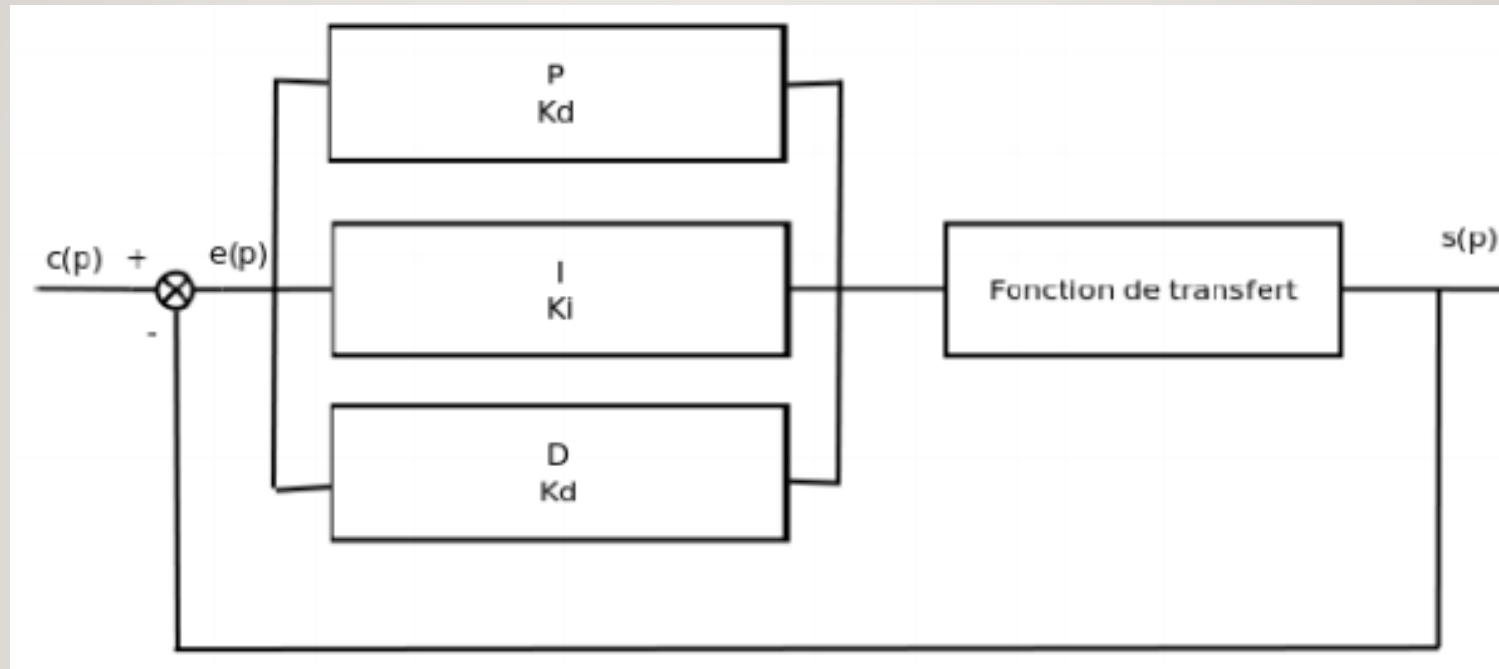 P
Kd
c(p) +
e(p)
-
I
Ki
Fonction de transfert
s(p)
D
Kd